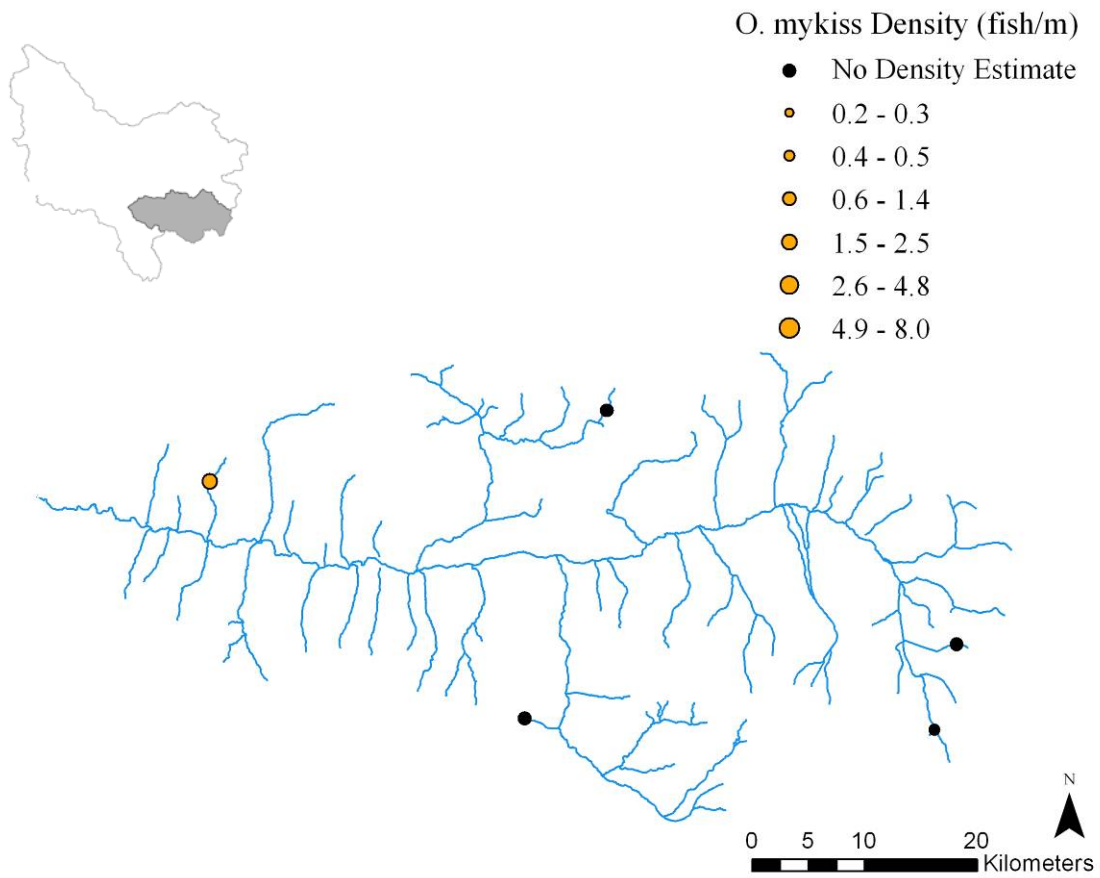 O. mykiss Density (fish/m)
No Density Estimate
0.2 - 0.3
0.4 - 0.5
0.6 - 1.4
1.5 - 2.5
2.6 - 4.8
4.9 - 8.0
N
0 5 10 20
Kilometers